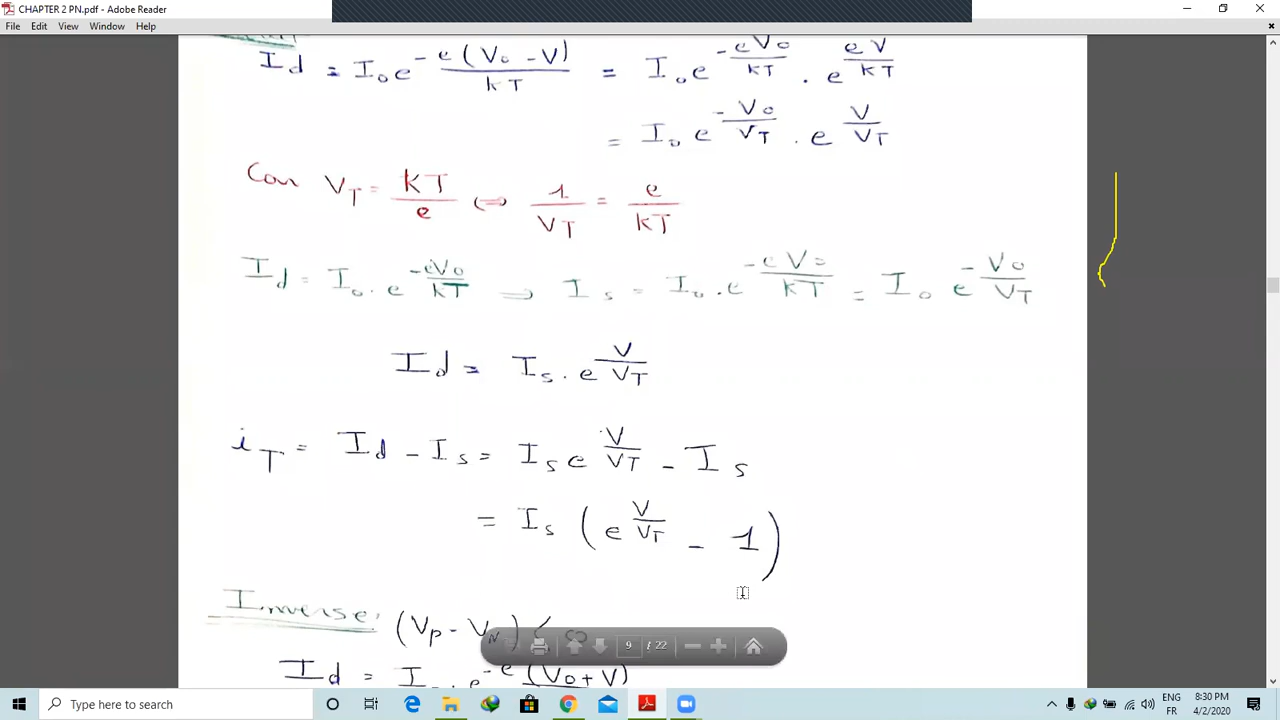 CHAPTER 2 PN.pdf - Adobe Reader
File Edit View Window Help
Id = I₀e^(-e(V₀-V)/kT) = I₀e^(-eV₀/kT) . e^(eV/kT)
= I₀ e^(-V₀/VT) . e^(V/VT)
Car VT = kT/e ⟺ 1/VT = e/kT
Id = I₀ . e^(-eV₀/kT) ⟹ Is = I₀ . e^(-eV₀/kT) = I₀ e^(-V₀/VT)
Id = Is . e^(V/VT)
iT = Id - Is = Is e^(V/VT) - Is
= Is (e^(V/VT) - 1)
Inverse: (Vp - VN) <
9 / 22
Id = I . e^(-e(V₀+V)
Type here to search
ENG 8:30 PM
FR 4/2/2020